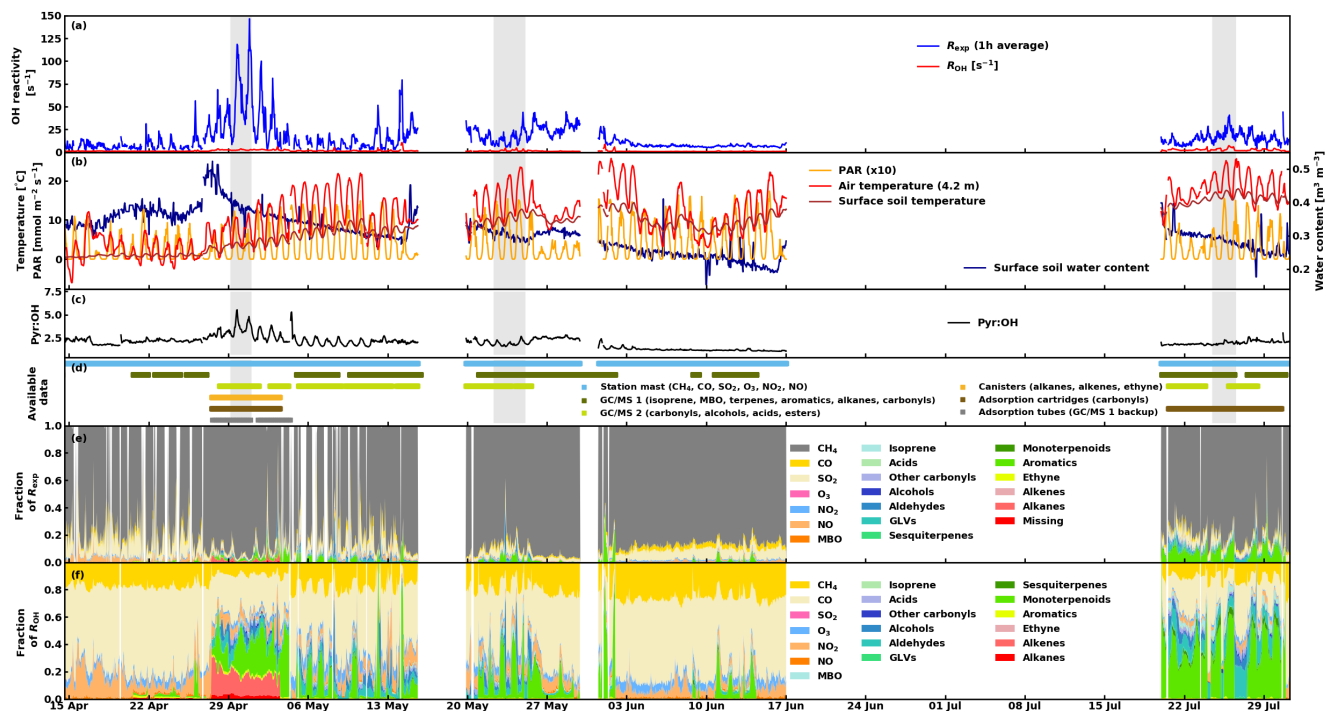 (a)
150
125
100
75
50
25
0
OH reactivity
[s⁻¹]
R_exp (1h average)
R_OH [s⁻¹]
(b)
20
10
0
Temperature [°C]
PAR [mmol m⁻² s⁻¹]
PAR (x10)
Air temperature (4.2 m)
Surface soil temperature
Surface soil water content
0.5
0.4
0.3
0.2
Water content [m³ m⁻³]
(c)
7.5
5.0
2.5
Pyr:OH
Pyr:OH
(d)
Available
data
Station mast (CH₄, CO, SO₂, O₃, NO₂, NO)
GC/MS 1 (isoprene, MBO, terpenes, aromatics, alkanes, carbonyls)
GC/MS 2 (carbonyls, alcohols, acids, esters)
Canisters (alkanes, alkenes, ethyne)
Adsorption cartridges (carbonyls)
Adsorption tubes (GC/MS 1 backup)
(e)
1.0
0.8
0.6
0.4
0.2
0.0
Fraction
of R_exp
CH₄
CO
SO₂
O₃
NO₂
NO
MBO
Isoprene
Acids
Other carbonyls
Alcohols
Aldehydes
GLVs
Sesquiterpenes
Monoterpenoids
Aromatics
Ethyne
Alkenes
Alkanes
Missing
(f)
0.8
0.6
0.4
0.2
0.0
Fraction
of R_OH
CH₄
CO
SO₂
O₃
NO₂
NO
MBO
Isoprene
Acids
Other carbonyls
Alcohols
Aldehydes
GLVs
Sesquiterpenes
Monoterpenoids
Aromatics
Ethyne
Alkenes
Alkanes
15 Apr
22 Apr
29 Apr
06 May
13 May
20 May
27 May
03 Jun
10 Jun
17 Jun
24 Jun
01 Jul
08 Jul
15 Jul
22 Jul
29 Jul